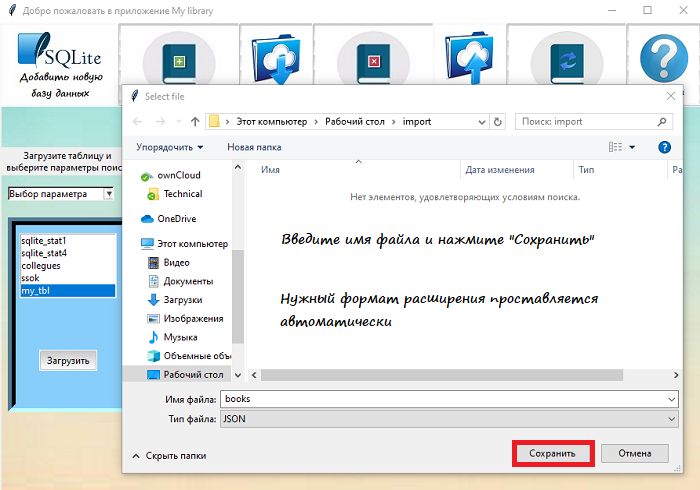 Добро пожаловать в приложение My library
SQLite
Добавить новую
базу данных
Загрузите таблицу и
выберите параметры поис
Выбор параметра
sqlite_stat1
sqlite_stat4
collegues
ssok
my_tbl
Загрузить
Select file
Этот компьютер
Рабочий стол
import
Поиск: import
Упорядочить
Новая папка
ownCloud
Technical
OneDrive
Этот компьютер
Видео
Документы
Загрузки
Изображения
Музыка
Объемные объе
Рабочий стол
Имя
Дата изменения
Тип
Ра
Нет элементов, удовлетворяющих условиям поиска.
Введите имя файла и нажмите "Сохранить"
Нужный формат расширения проставляется
автоматически
Имя файла:
books
Тип файла:
JSON
Скрыть папки
Сохранить
Отмена